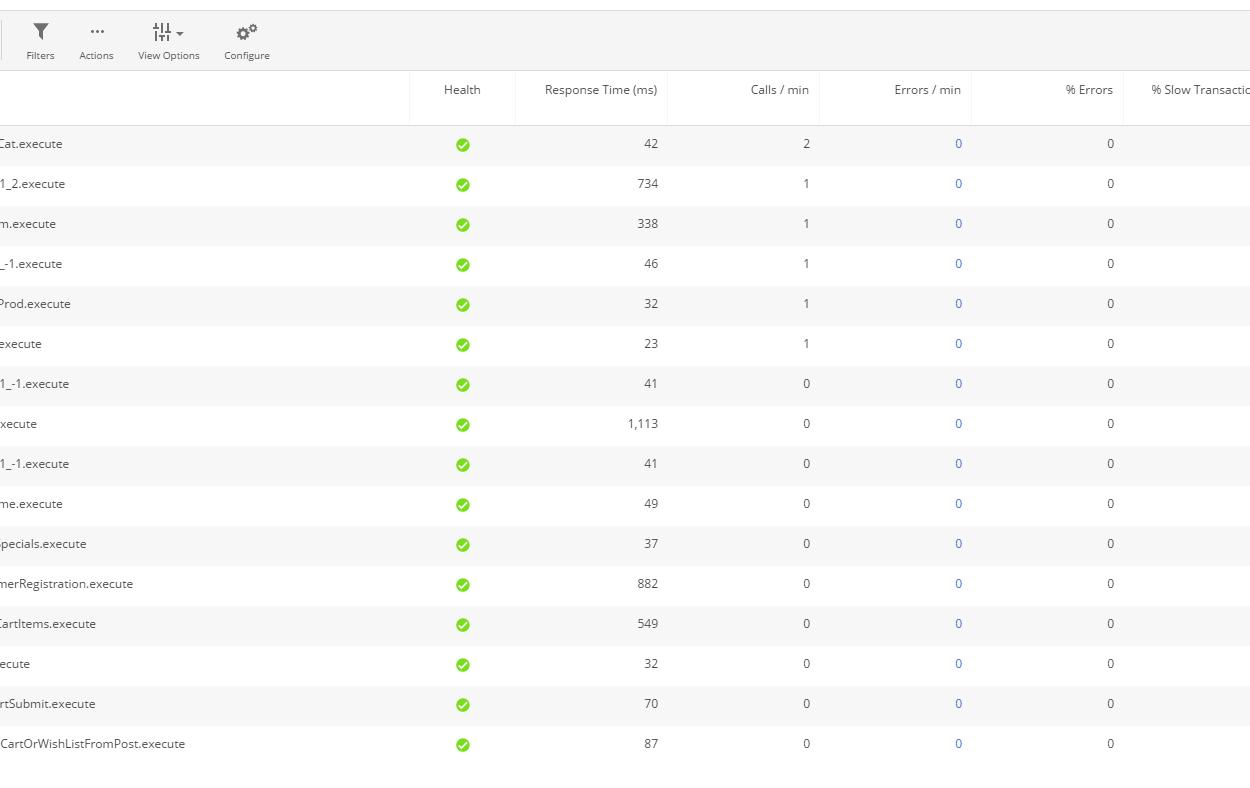 Filters Actions View Options Configure
Health Response Time (ms) Calls / min Errors / min % Errors % Slow Transactio
Cat.execute 42 2 0 0
1_2.execute 734 1 0 0
m.execute 338 1 0 0
_-1.execute 46 1 0 0
Prod.execute 32 1 0 0
execute 23 1 0 0
1_-1.execute 41 0 0 0
xecute 1,113 0 0 0
1_-1.execute 41 0 0 0
me.execute 49 0 0 0
Specials.execute 37 0 0 0
merRegistration.execute 882 0 0 0
CartItems.execute 549 0 0 0
ecute 32 0 0 0
rtSubmit.execute 70 0 0 0
CartOrWishListFromPost.execute 87 0 0 0